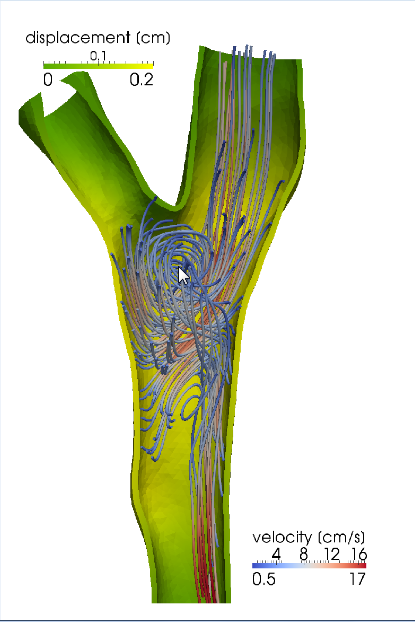 displacement (cm)
0.1
0 0.2
velocity (cm/s)
4 8 12 16
0.5 17